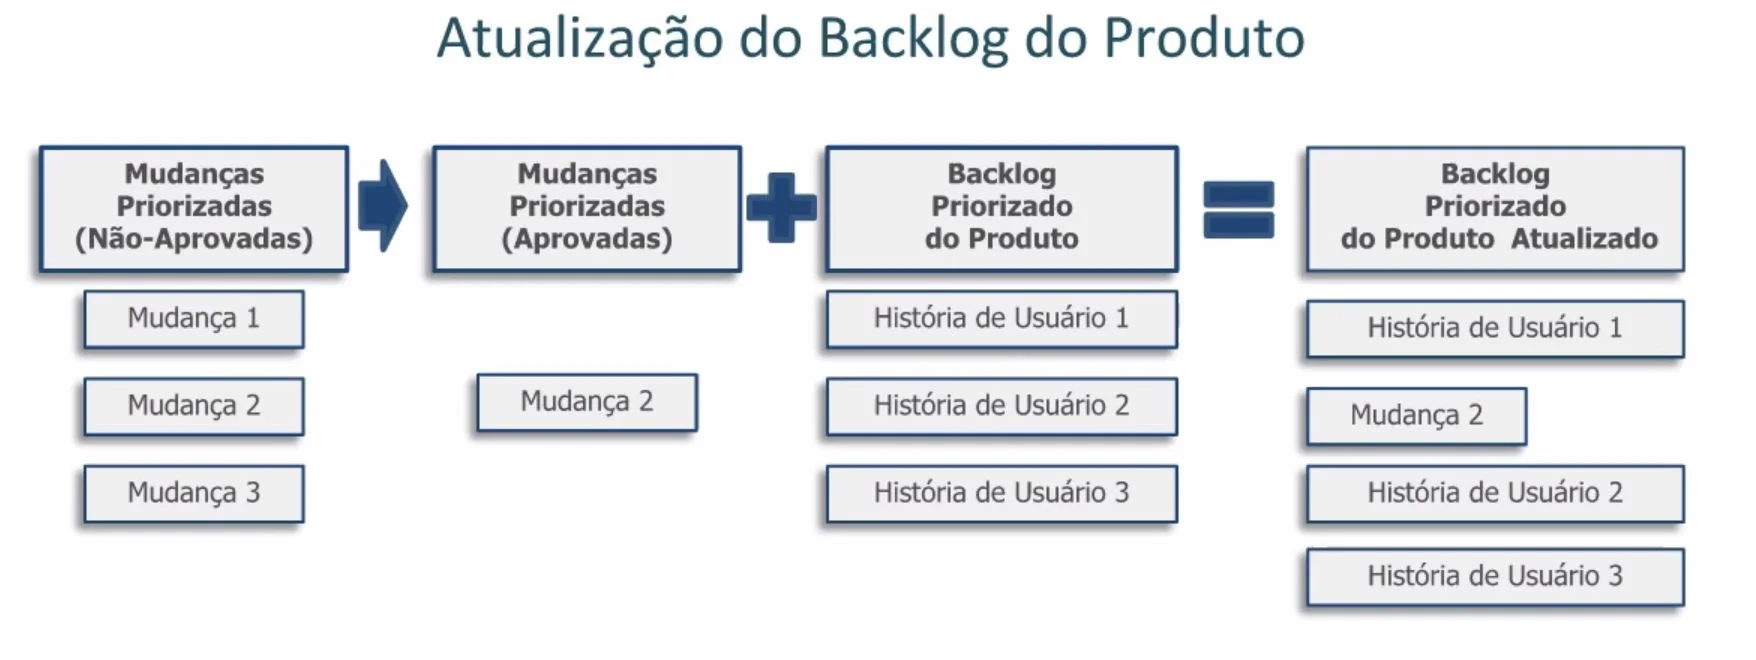 Atualização do Backlog do Produto
Mudanças
Priorizadas
(Não-Aprovadas)
Mudança 1
Mudança 2
Mudança 3
Mudanças
Priorizadas
(Aprovadas)
Mudança 2
Backlog
Priorizado
do Produto
História de Usuário 1
História de Usuário 2
História de Usuário 3
Backlog
Priorizado
do Produto Atualizado
História de Usuário 1
Mudança 2
História de Usuário 2
História de Usuário 3